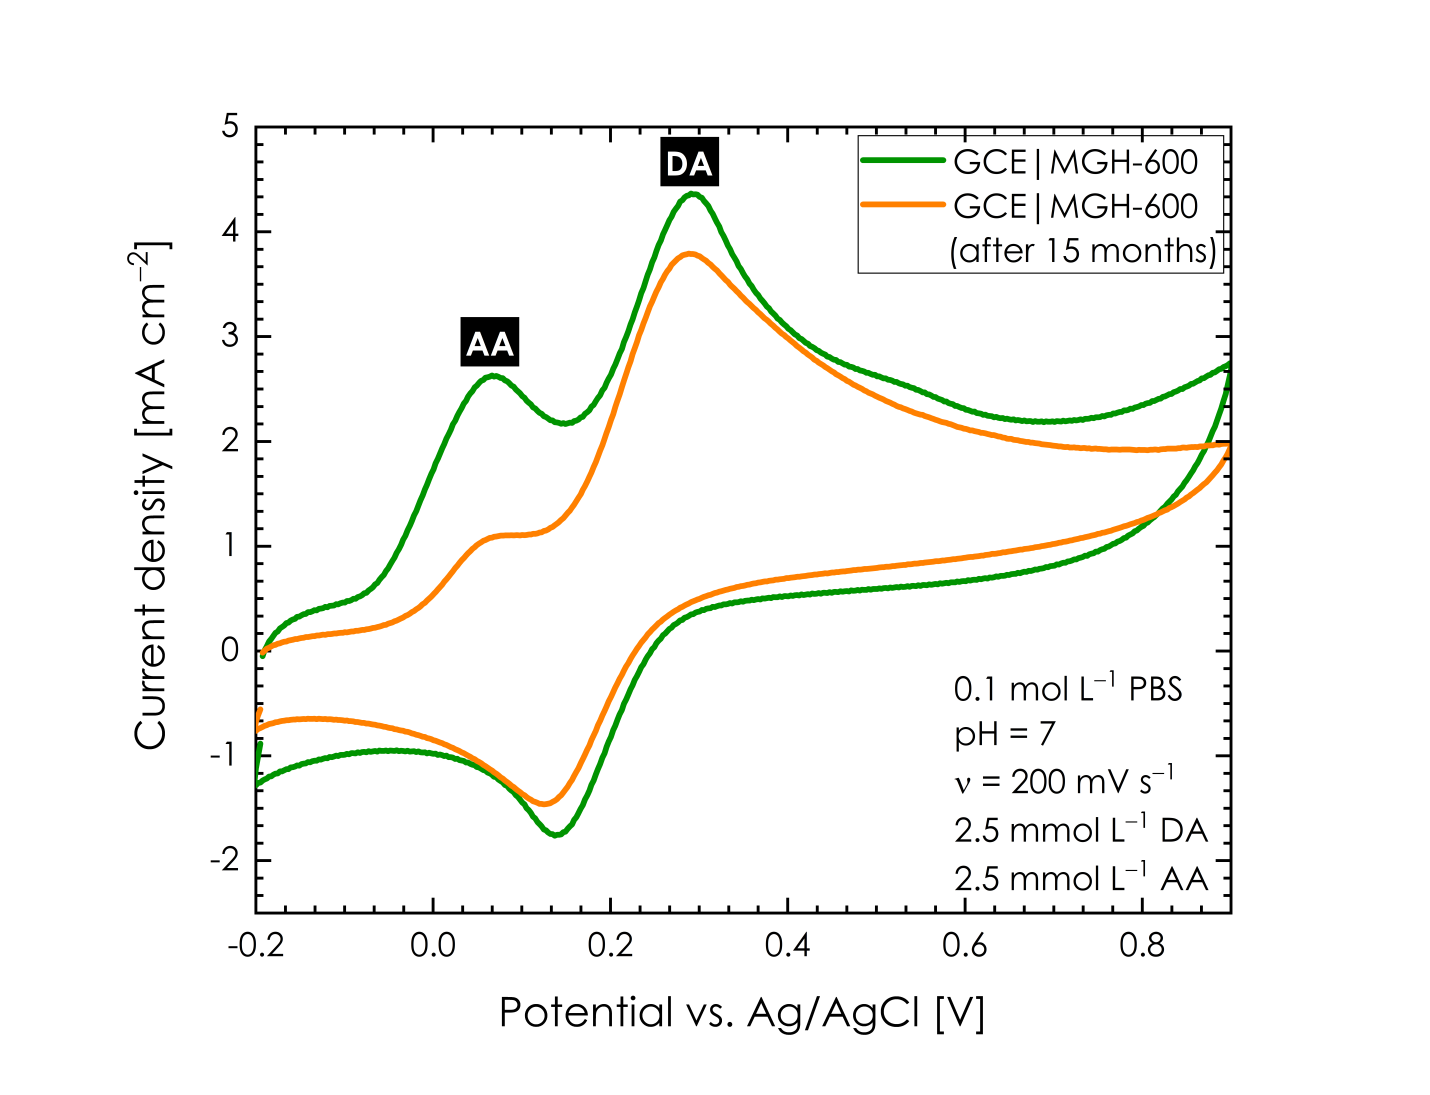 5
4
3
2
1
0
-1
-2
-0.2
0.0
0.2
0.4
0.6
0.8
Current density [mA cm⁻²]
Potential vs. Ag/AgCl [V]
AA
DA
GCE|MGH-600
GCE|MGH-600
(after 15 months)
0.1 mol L⁻¹ PBS
pH = 7
ν = 200 mV s⁻¹
2.5 mmol L⁻¹ DA
2.5 mmol L⁻¹ AA